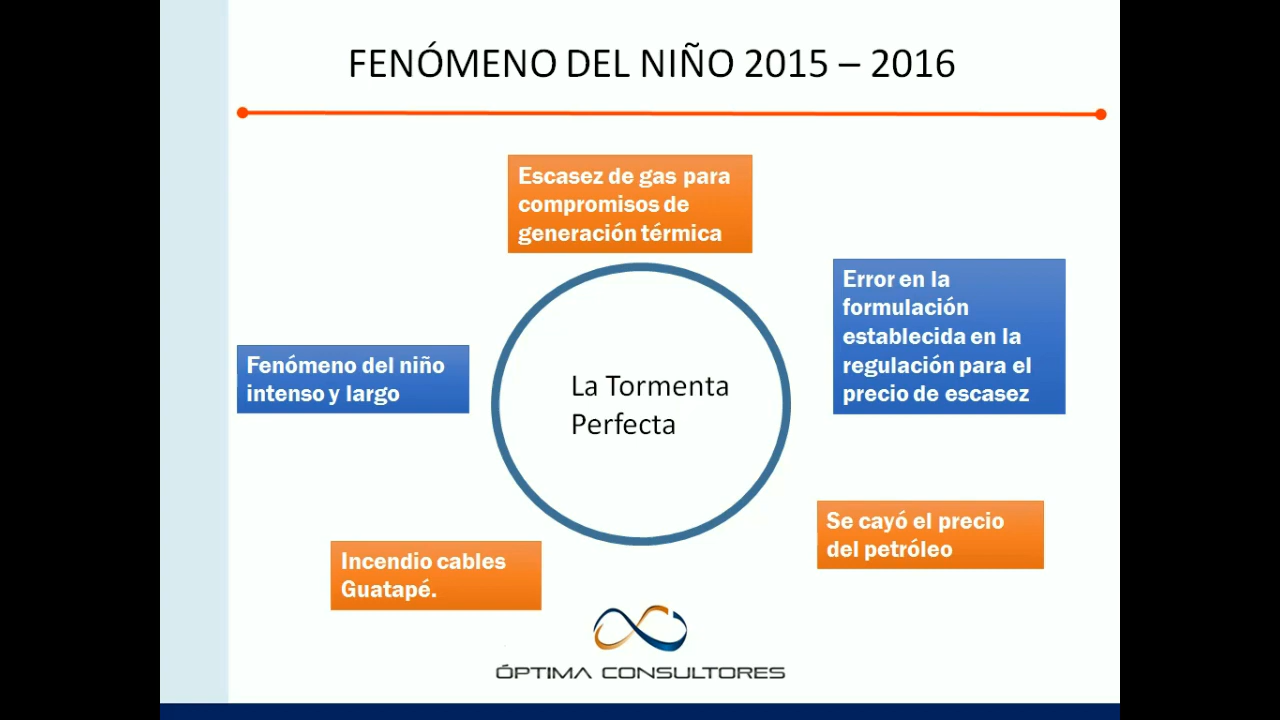 FENÓMENO DEL NIÑO 2015 – 2016
Escasez de gas para
compromisos de
generación térmica
Error en la
formulación
establecida en la
regulación para el
precio de escasez
Fenómeno del niño
intenso y largo
La Tormenta
Perfecta
Se cayó el precio
del petróleo
Incendio cables
Guatapé.
ÓPTIMA CONSULTORES